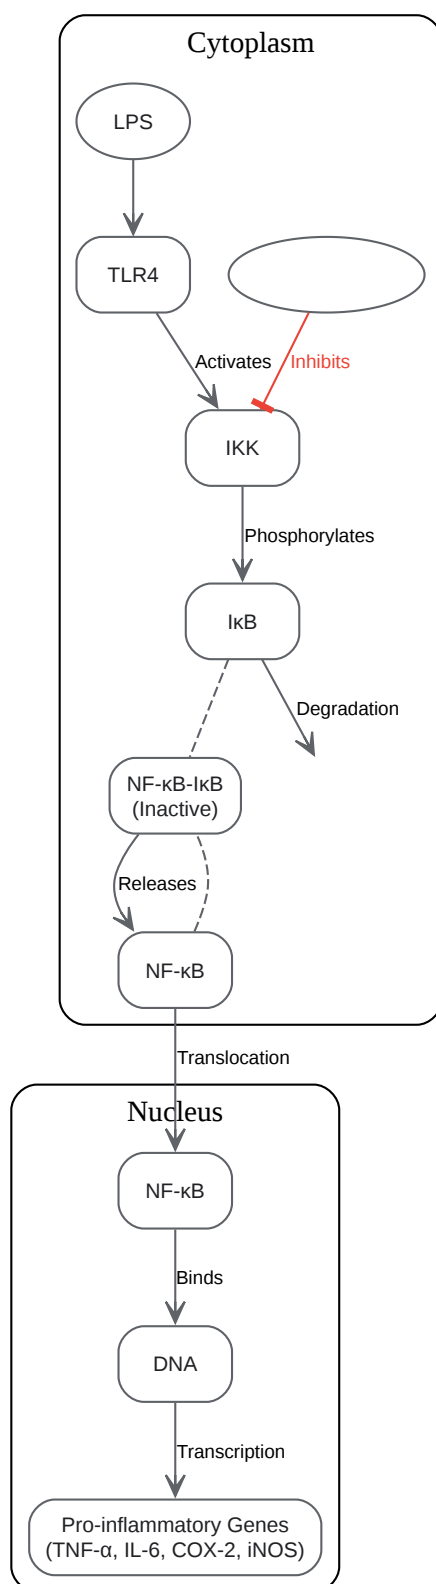 Cytoplasm
LPS
TLR4
Activates
Inhibits
IKK
Phosphorylates
IκB
Degradation
NF-κB-IκB
(Inactive)
Releases
NF-κB
Translocation
Nucleus
NF-κB
Binds
DNA
Transcription
Pro-inflammatory Genes
(TNF-α, IL-6, COX-2, iNOS)